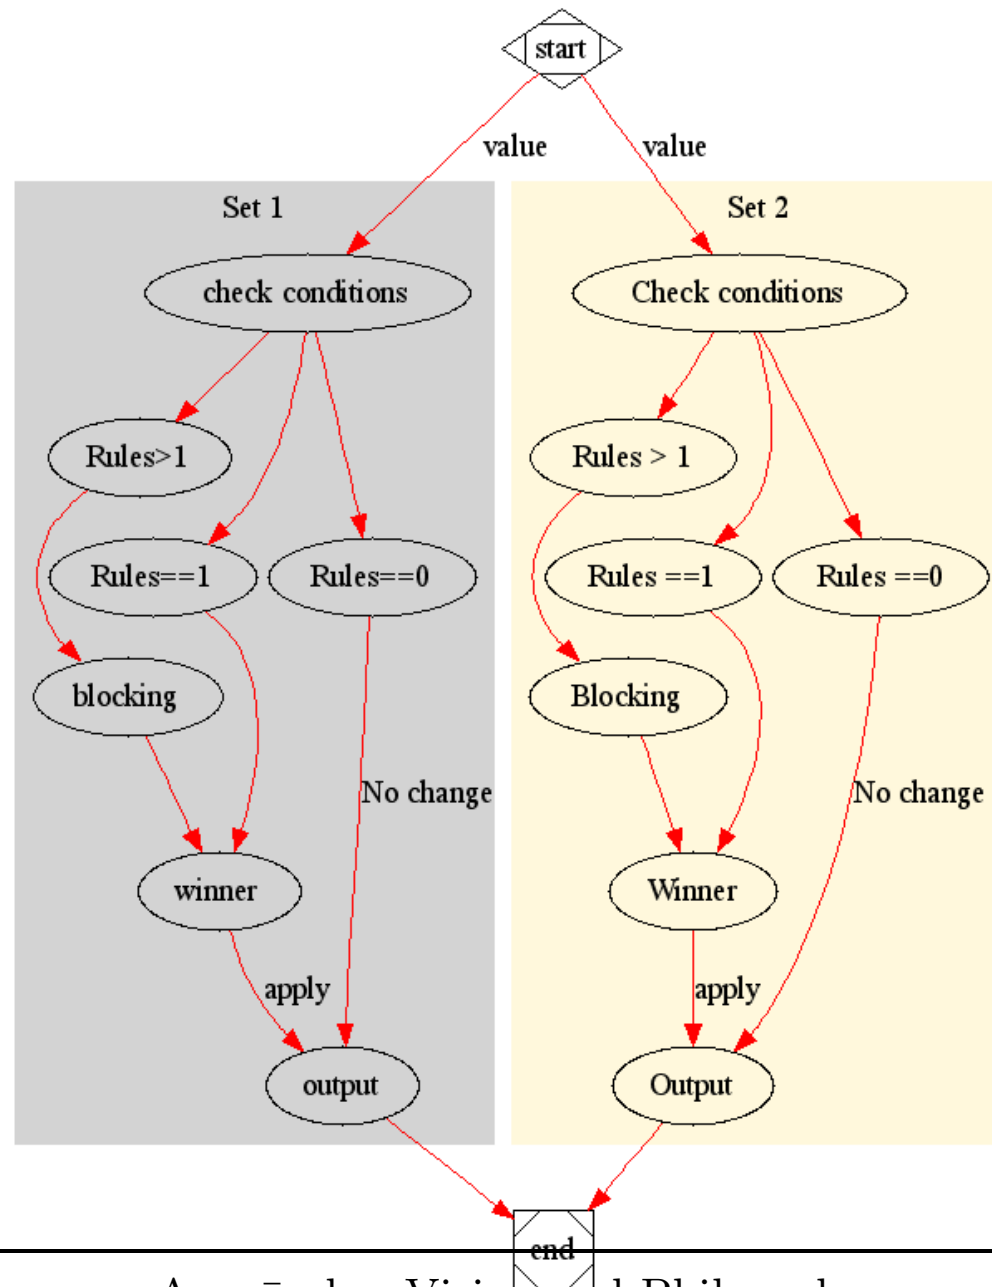 start
value
value
Set 1
Set 2
check conditions
Check conditions
Rules>1
Rules > 1
Rules==1
Rules==0
Rules ==1
Rules ==0
blocking
Blocking
No change
No change
winner
Winner
apply
apply
output
Output
end